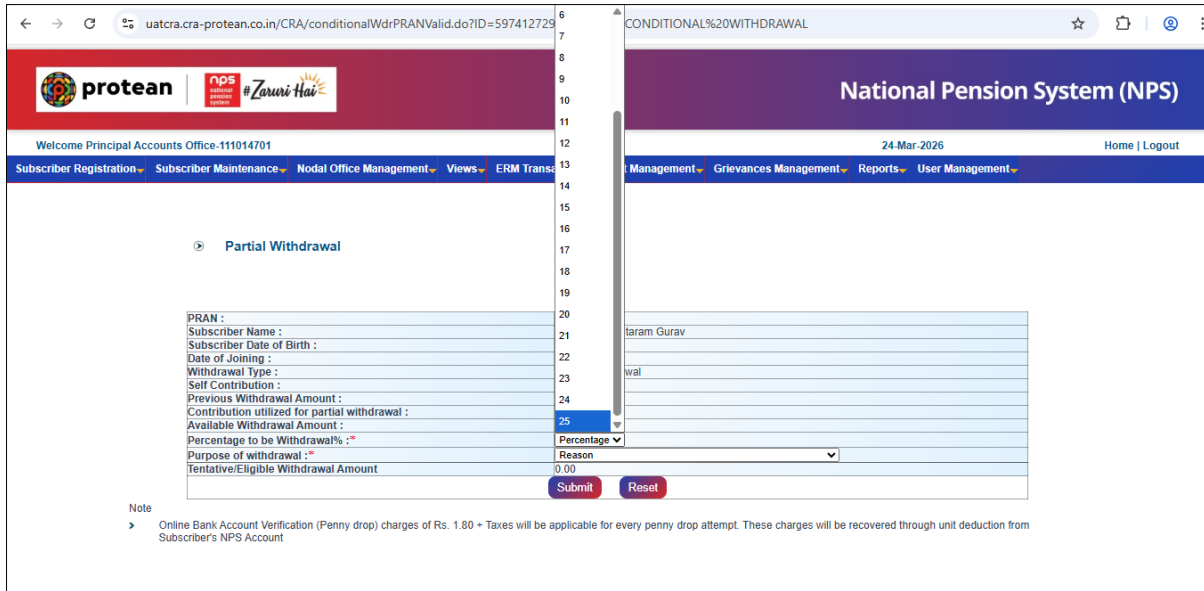 uatcra.cra-protean.co.in/CRA/conditionalWdrPRANValid.do?ID=597412729 CONDITIONAL%20WITHDRAWAL
protean nps national pension system #Zaruri Hai National Pension System (NPS)
Welcome Principal Accounts Office-111014701 24-Mar-2026 Home | Logout
Subscriber Registration Subscriber Maintenance Nodal Office Management Views ERM Transa t Management Grievances Management Reports User Management
Partial Withdrawal
6
7
8
9
10
11
12
13
14
15
16
17
18
19
20
21
22
23
24
25
PRAN :
Subscriber Name : taram Gurav
Subscriber Date of Birth :
Date of Joining :
Withdrawal Type : wal
Self Contribution :
Previous Withdrawal Amount :
Contribution utilized for partial withdrawal :
Available Withdrawal Amount :
Percentage to be Withdrawal% :* Percentage
Purpose of withdrawal :* Reason
Tentative/Eligible Withdrawal Amount 0.00
Submit Reset
Note
Online Bank Account Verification (Penny drop) charges of Rs. 1.80 + Taxes will be applicable for every penny drop attempt. These charges will be recovered through unit deduction from
Subscriber's NPS Account